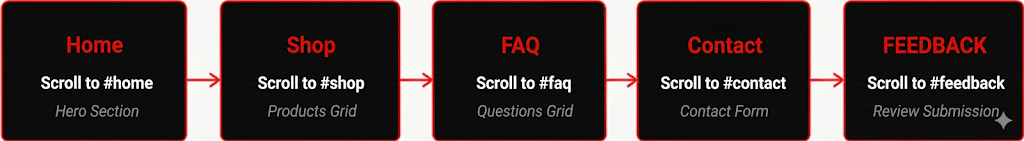 Home
Scroll to #home
Hero Section
Shop
Scroll to #shop
Products Grid
FAQ
Scroll to #faq
Questions Grid
Contact
Scroll to #contact
Contact Form
FEEDBACK
Scroll to #feedback
Review Submission